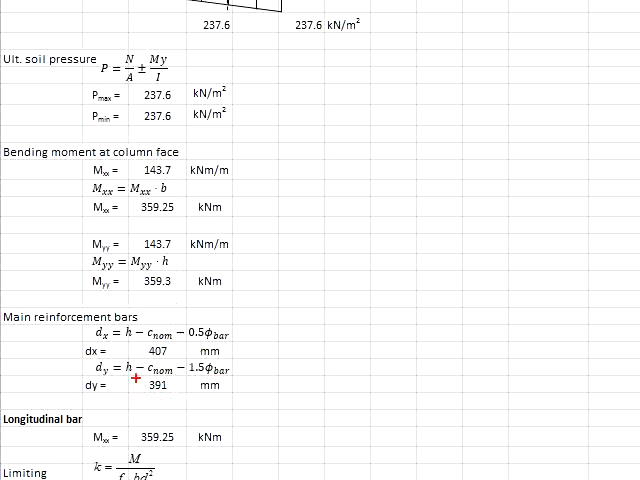 237.6 237.6 kN/m²
Ult. soil pressure P = N/A ± My/I
Pmax = 237.6 kN/m²
Pmin = 237.6 kN/m²
Bending moment at column face
Mxx = 143.7 kNm/m
Mxx = Mxx · b
Mxx = 359.25 kNm
Myy = 143.7 kNm/m
Myy = Myy · h
Myy = 359.3 kNm
Main reinforcement bars
dx = h − cnom − 0.5ϕbar
dx = 407 mm
dy = h − cnom − 1.5ϕbar
dy = 391 mm
Longitudinal bar
Mxx = 359.25 kNm
Limiting k = M/f bd²